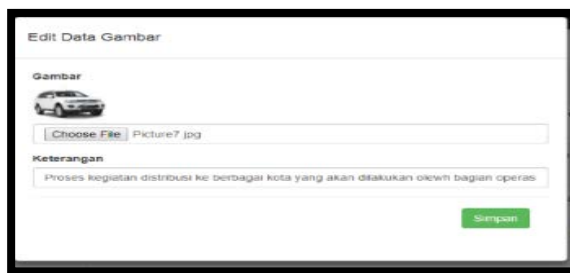 Edit Data Gambar
Gambar
Choose File Picture7 jpg
Keterangan
Proses kegiatan distribusi ke berbagai kota yang akan dilakukan olewh bagian operas
Simpan